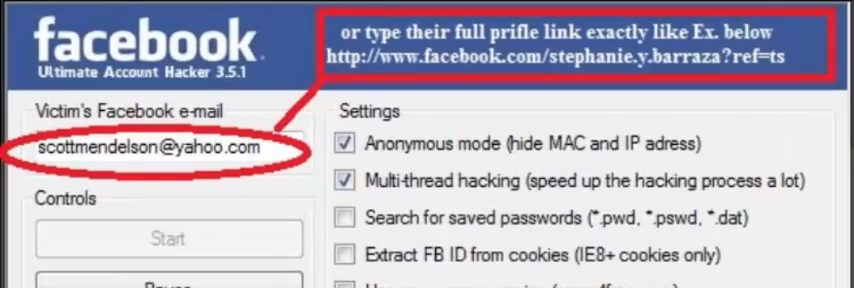 facebook
Ultimate Account Hacker 3.5.1
or type their full prifle link exactly like Ex. below
http://www.facebook.com/stephanie.y.barraza?ref=ts
Victim's Facebook e-mail
scottmendelson@yahoo.com
Controls
Start
Settings
Anonymous mode (hide MAC and IP adress)
Multi-thread hacking (speed up the hacking process a lot)
Search for saved passwords (*.pwd, *.pswd, *.dat)
Extract FB ID from cookies (IE8+ cookies only)